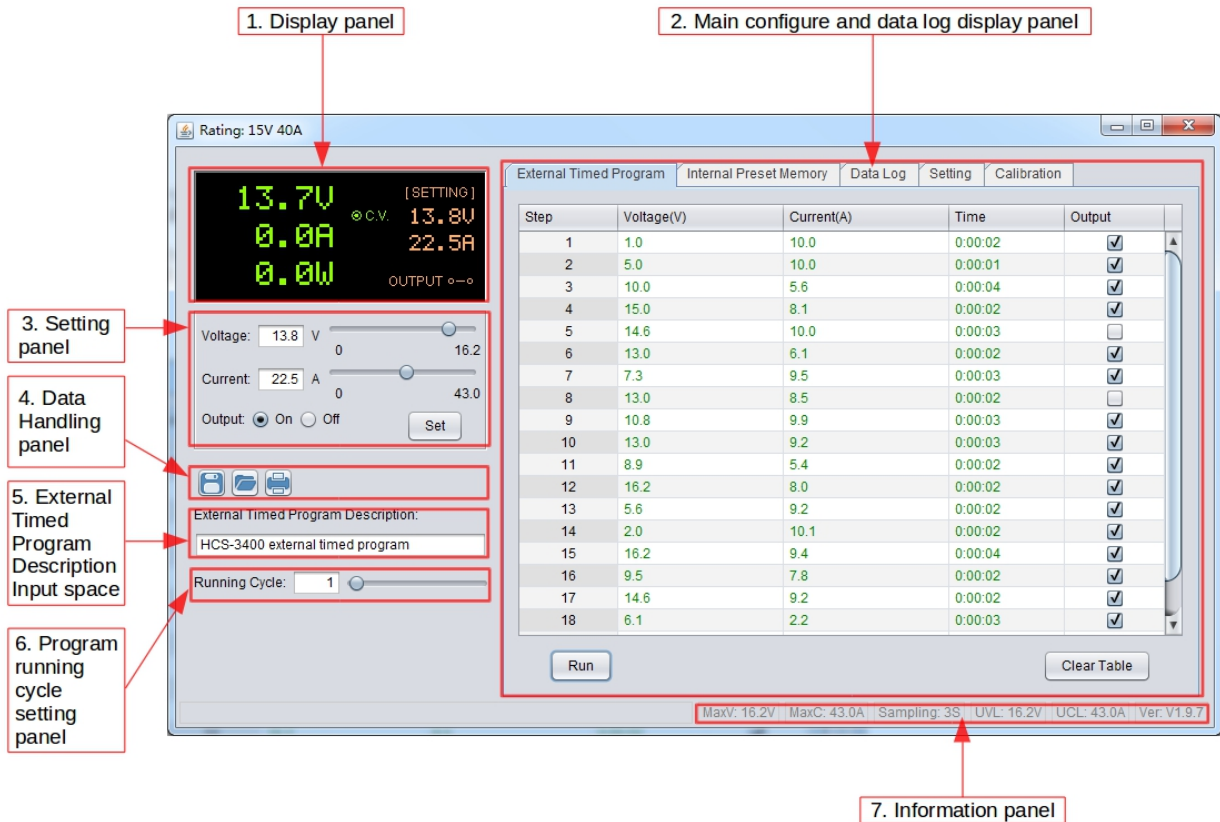 1. Display panel
2. Main configure and data log display panel
Rating: 15V 40A
13.7V
0.0A
0.0W
C.V.
[SETTING]
13.8V
22.5A
OUTPUT
3. Setting
panel
Voltage: 13.8 V
0 16.2
Current: 22.5 A
0 43.0
Output: On Off
Set
4. Data
Handling
panel
5. External
Timed
Program
Description
Input space
External Timed Program Description:
HCS-3400 external timed program
6. Program
running
cycle
setting
panel
Running Cycle: 1
External Timed Program Internal Preset Memory Data Log Setting Calibration
Step Voltage(V) Current(A) Time Output
1 1.0 10.0 0:00:02
2 5.0 10.0 0:00:01
3 10.0 5.6 0:00:04
4 15.0 8.1 0:00:02
5 14.6 10.0 0:00:03
6 13.0 6.1 0:00:02
7 7.3 9.5 0:00:03
8 13.0 8.5 0:00:02
9 10.8 9.9 0:00:03
10 13.0 9.2 0:00:03
11 8.9 5.4 0:00:02
12 16.2 8.0 0:00:02
13 5.6 9.2 0:00:02
14 2.0 10.1 0:00:02
15 16.2 9.4 0:00:04
16 9.5 7.8 0:00:02
17 14.6 9.2 0:00:02
18 6.1 2.2 0:00:03
Run
Clear Table
MaxV: 16.2V MaxC: 43.0A Sampling: 3S UVL: 16.2V UCL: 43.0A Ver: V1.9.7
7. Information panel